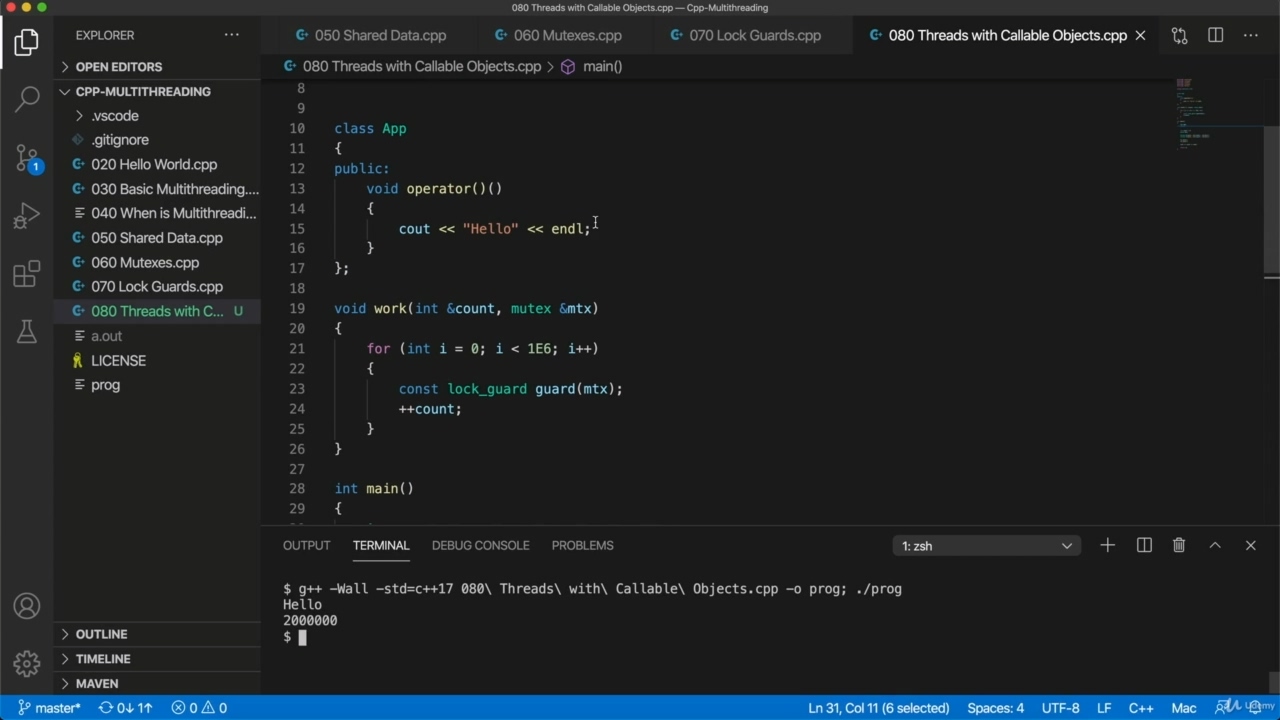 080 Threads with Callable Objects.cpp — Cpp-Multithreading
EXPLORER
050 Shared Data.cpp
060 Mutexes.cpp
070 Lock Guards.cpp
080 Threads with Callable Objects.cpp
080 Threads with Callable Objects.cpp > main()
OPEN EDITORS
CPP-MULTITHREADING
.vscode
.gitignore
020 Hello World.cpp
030 Basic Multithreading....
040 When is Multithreadi...
050 Shared Data.cpp
060 Mutexes.cpp
070 Lock Guards.cpp
080 Threads with C... U
a.out
LICENSE
prog
OUTLINE
TIMELINE
MAVEN
8
9
10 class App
11 {
12 public:
13 void operator()()
14 {
15 cout << "Hello" << endl;
16 }
17 };
18
19 void work(int &count, mutex &mtx)
20 {
21 for (int i = 0; i < 1E6; i++)
22 {
23 const lock_guard guard(mtx);
24 ++count;
25 }
26 }
27
28 int main()
29 {
OUTPUT TERMINAL DEBUG CONSOLE PROBLEMS 1: zsh
$ g++ -Wall -std=c++17 080\ Threads\ with\ Callable\ Objects.cpp -o prog; ./prog
Hello
2000000
$
1
master* 0↓ 1↑ 0 0 Ln 31, Col 11 (6 selected) Spaces: 4 UTF-8 LF C++ Mac
Udemy